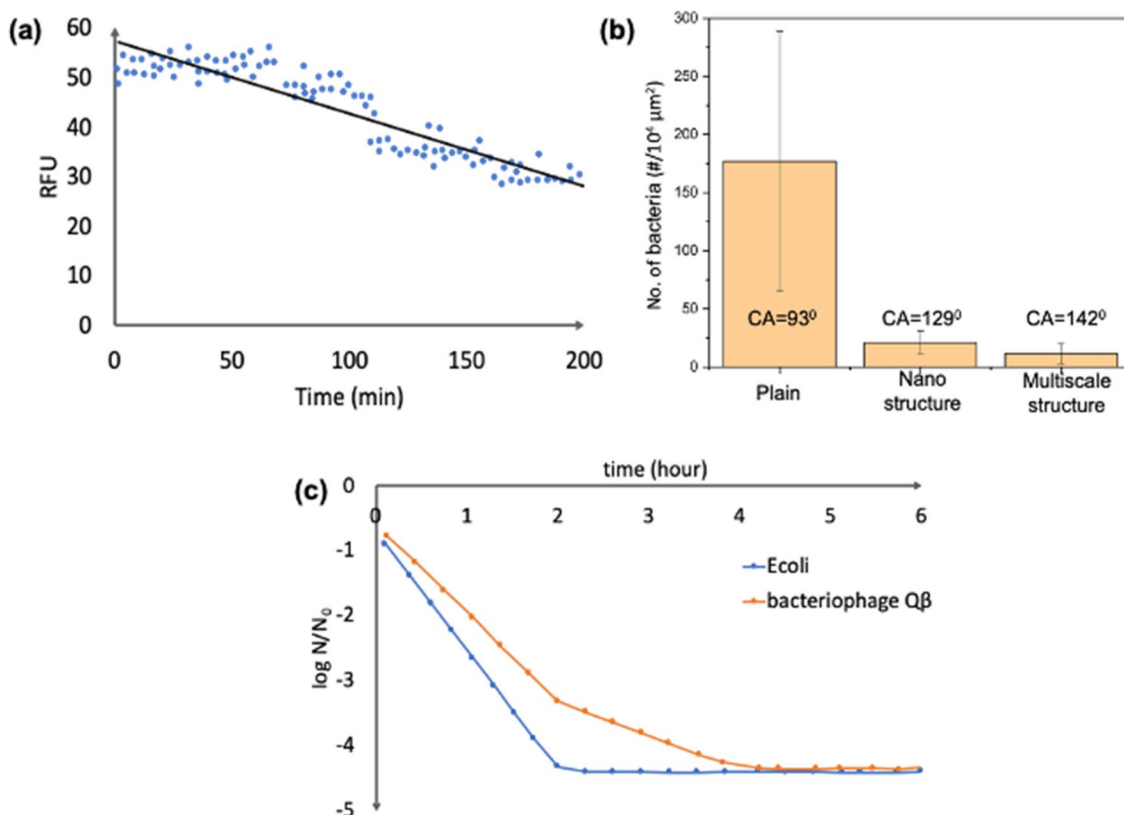 (a)
60
50
40
30
20
10
0
RFU
0 50 100 150 200
Time (min)
(b)
300
250
200
150
100
50
0
No. of bacteria (#/10⁴ µm²)
CA=93⁰ CA=129⁰ CA=142⁰
Plain Nano structure Multiscale structure
(c)
time (hour)
0
0 1 2 3 4 5 6
-1
-2
-3
-4
-5
log N/N₀
Ecoli
bacteriophage Qβ